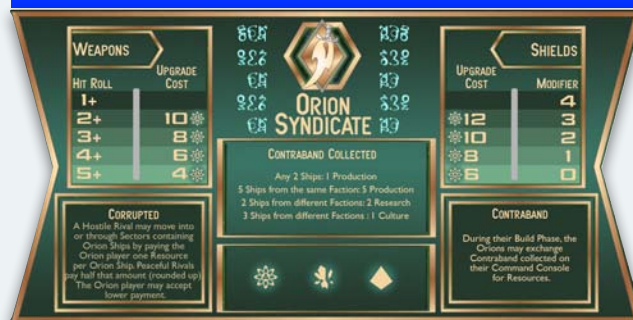 WEAPONS
HIT ROLL
UPGRADE
COST
1+
2+ 10
3+ 8
4+ 6
5+ 4
CORRUPTED
A Hostile Rival may move into
or through Sectors containing
Orion Ships by paying the
Orion player one Resource
per Orion Ship. Peaceful Rivals
pay half that amount (rounded up)
The Orion player may accept
lower payment.
ORION
SYNDICATE
CONTRABAND COLLECTED
Any 2 Ships: 1 Production
5 Ships from the same Faction: 5 Production
2 Ships from different Factions: 2 Research
3 Ships from different Factions : 1 Culture
SHIELDS
UPGRADE
COST
MODIFIER
4
12 3
10 2
8 1
6 0
CONTRABAND
During their Build Phase, the
Orions may exchange
Contraband collected on
their Command Console
for Resources.